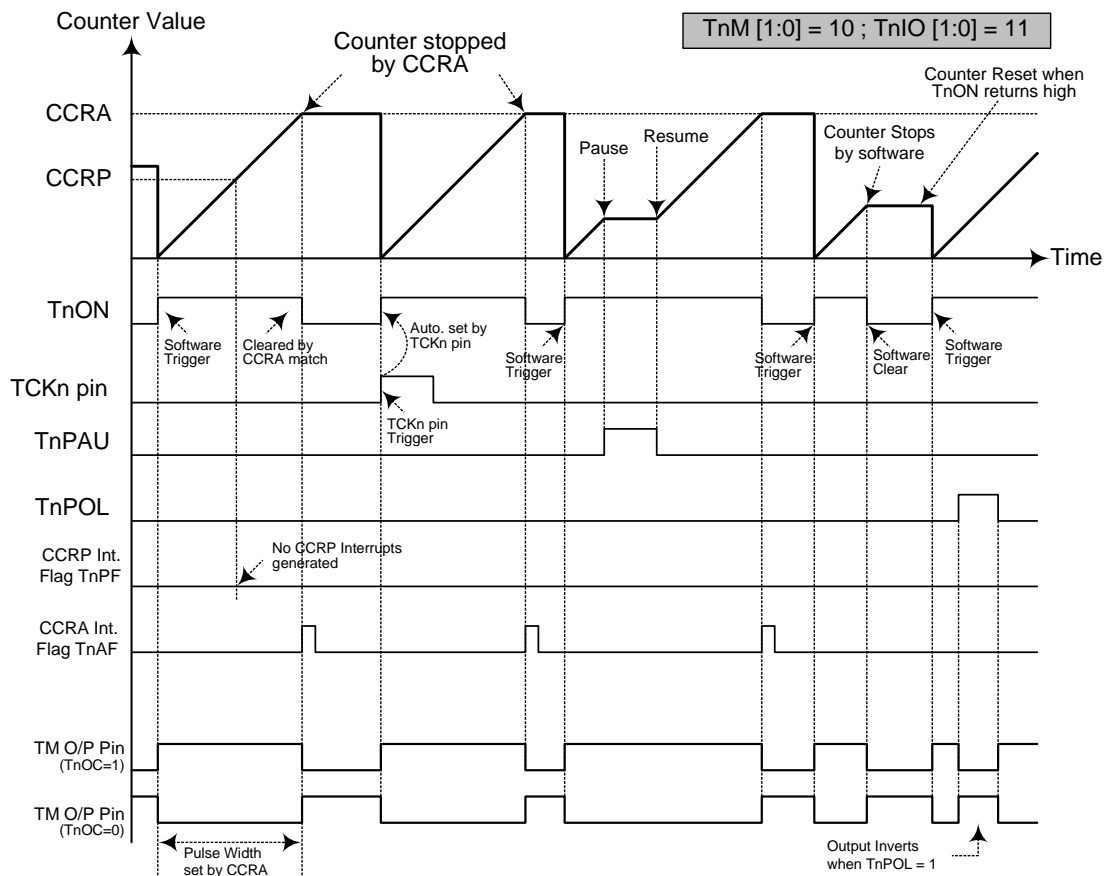 Counter Value
TnM [1:0] = 10 ; TnIO [1:0] = 11
Counter stopped
by CCRA
Counter Reset when
TnON returns high
CCRA
Counter Stops
by software
Pause
Resume
CCRP
Time
TnON
Software
Trigger
Cleared by
CCRA match
Auto. set by
TCKn pin
Software
Trigger
Software
Trigger
Software
Clear
Software
Trigger
TCKn pin
TCKn pin
Trigger
TnPAU
TnPOL
No CCRP Interrupts
generated
CCRP Int.
Flag TnPF
CCRA Int.
Flag TnAF
TM O/P Pin
(TnOC=1)
TM O/P Pin
(TnOC=0)
Pulse Width
set by CCRA
Output Inverts
when TnPOL = 1